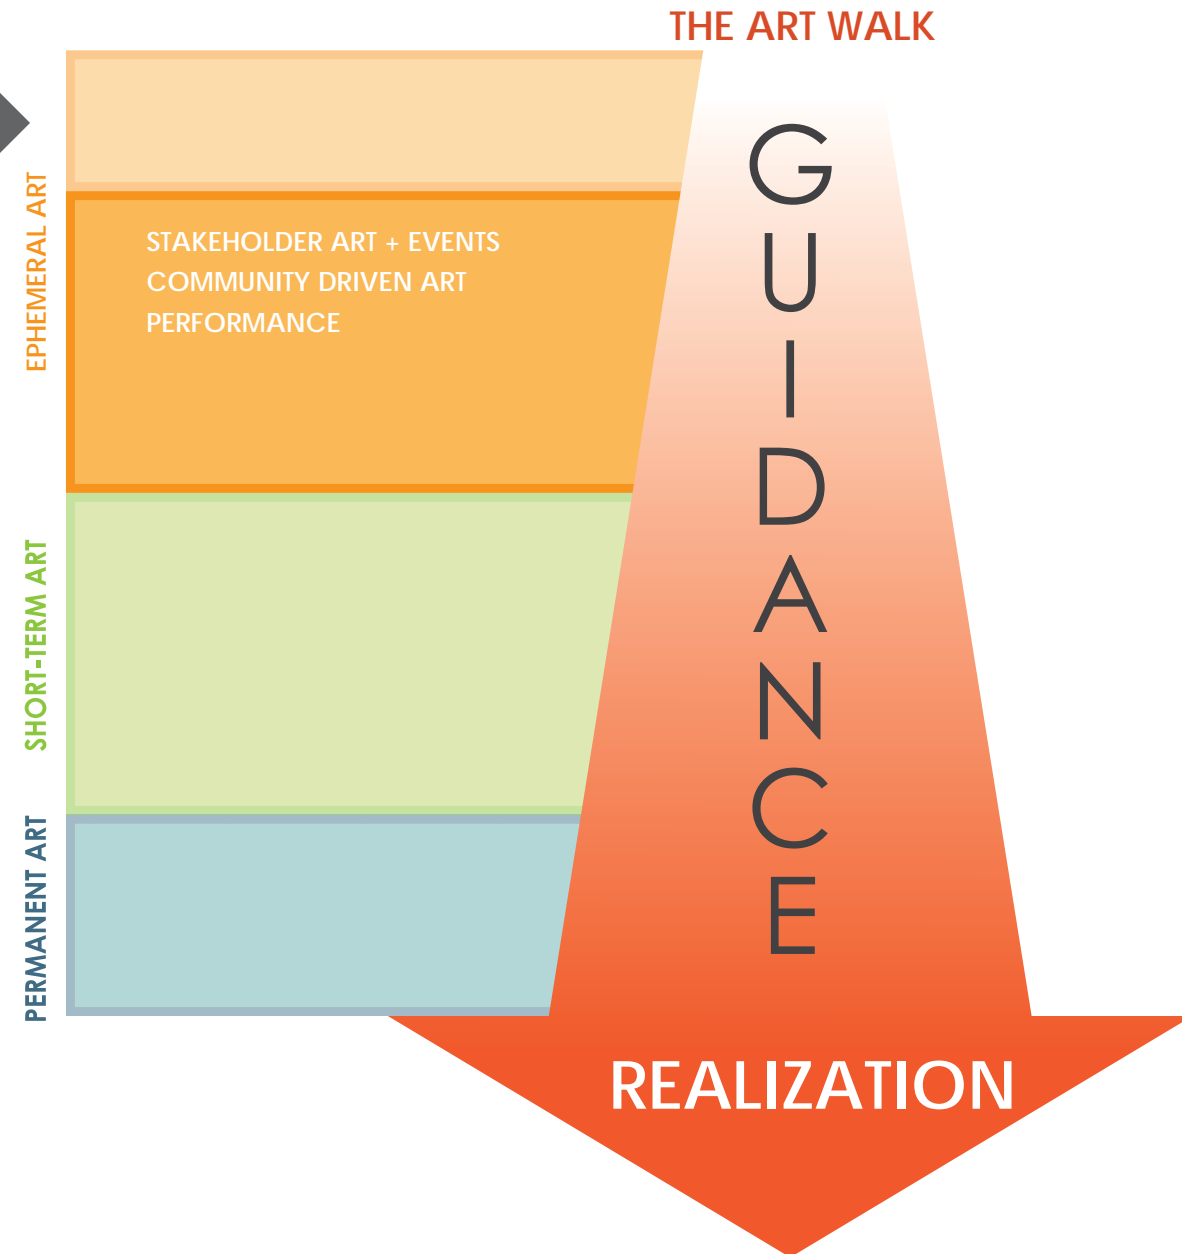 THE ART WALK
EPHEMERAL ART
STAKEHOLDER ART + EVENTS
COMMUNITY DRIVEN ART
PERFORMANCE
SHORT-TERM ART
PERMANENT ART
GUIDANCE
REALIZATION